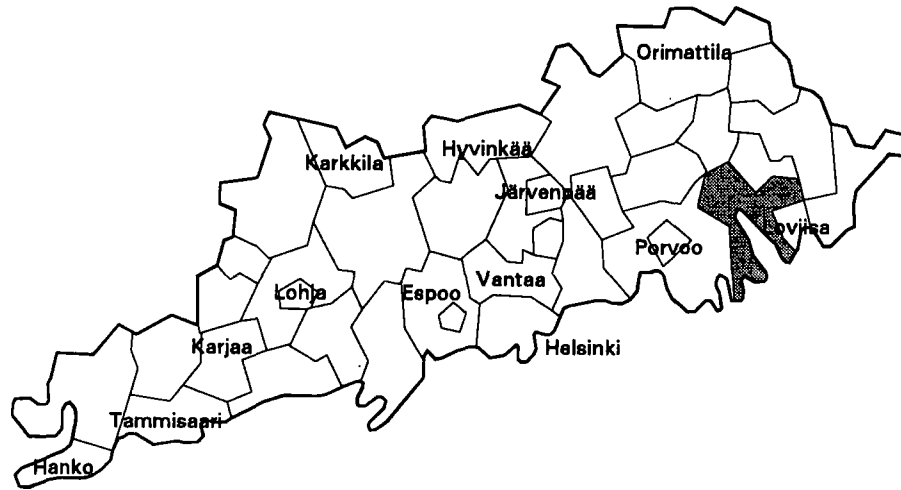 Orimattila
Karkkila
Hyvinkää
Järvenpää
Loviisa
Porvoo
Vantaa
Lohja
Espoo
Karjaa
Helsinki
Tammisaari
Hanko